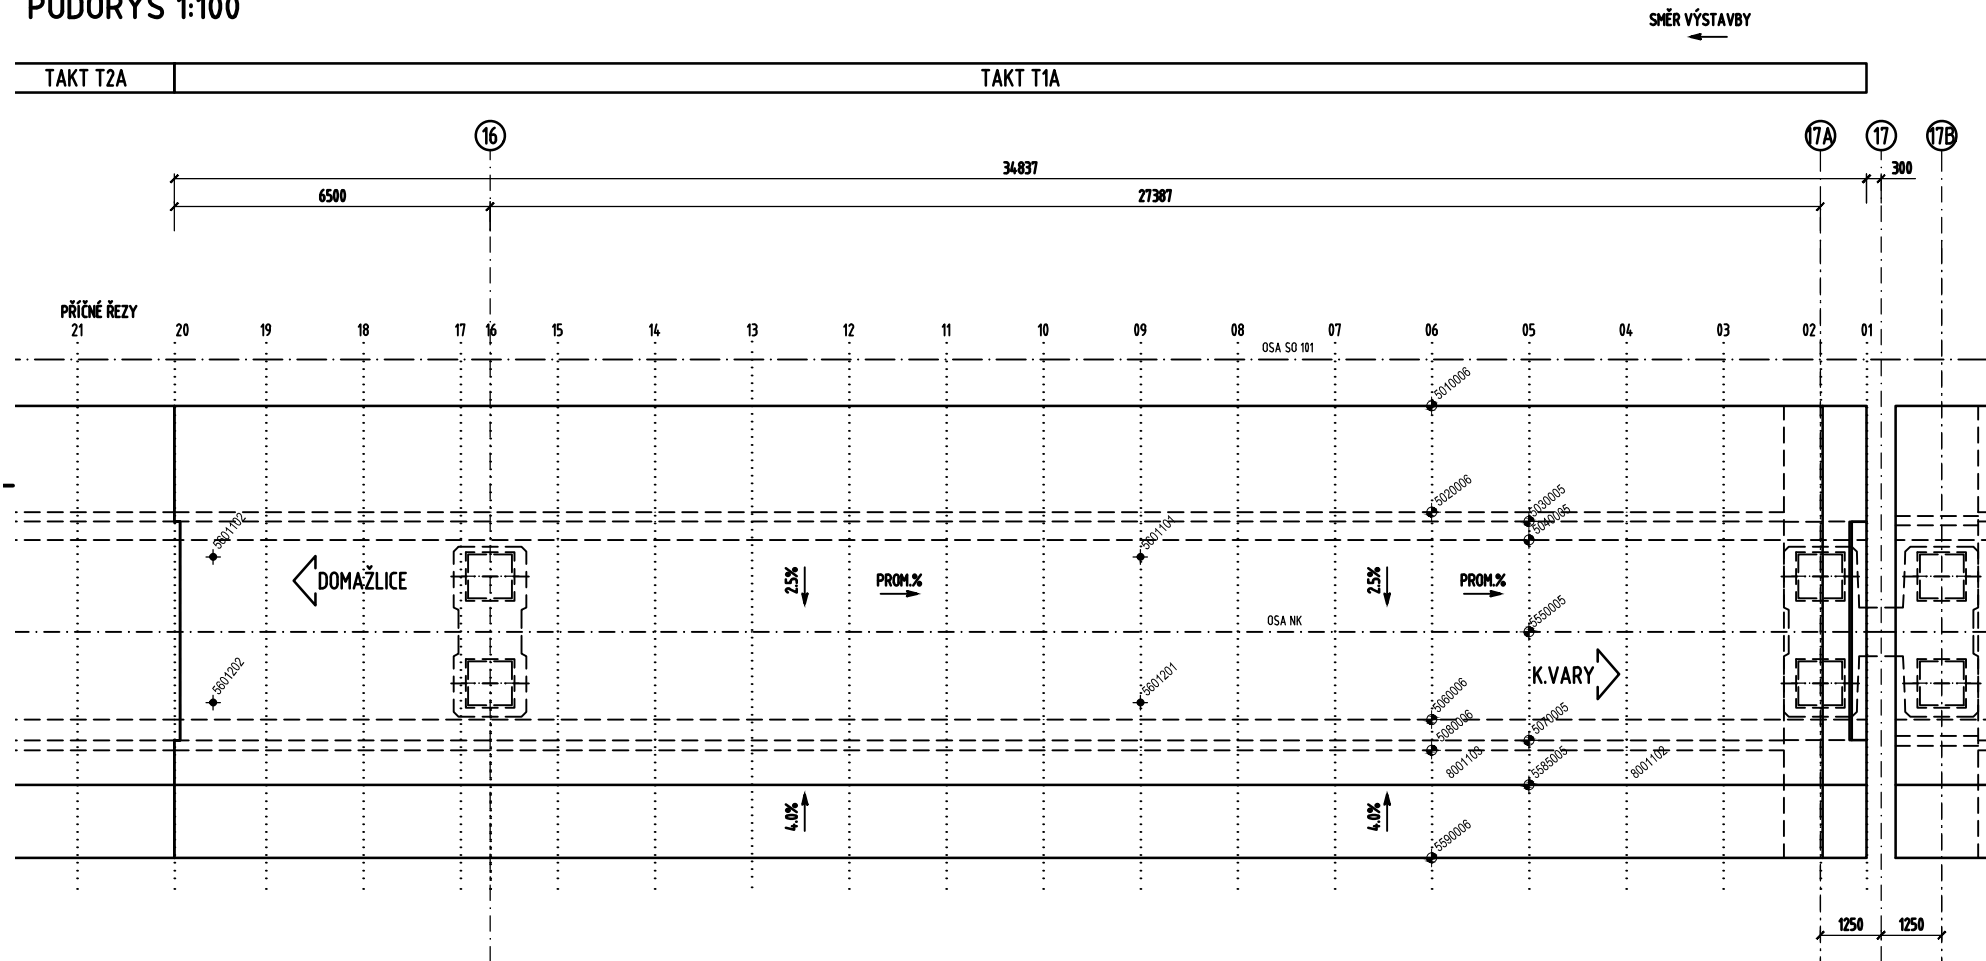 PŮDORYS 1:100
SMĚR VÝSTAVBY
TAKT T2A TAKT T1A
16 17A 17 17B
34837 300
6500 27387
PŘÍČNÉ ŘEZY
21 20 19 18 17 16 15 14 13 12 11 10 09 08 07 06 05 04 03 02 01
OSA SO 101
5010006
5020006
5030005
5040005
5601102
5601101
DOMAŽLICE
2.5%
PROM.%
2.5%
PROM.%
OSA NK
5550005
5601202
5601201
K.VARY
5060006
5080006
5070005
8001103
5585005
8001102
4.0%
4.0%
5590006
1250 1250